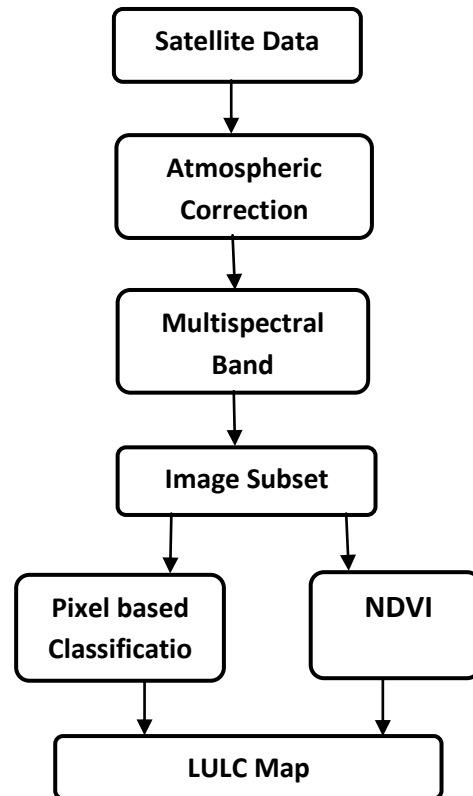 Satellite Data
Atmospheric
Correction
Multispectral
Band
Image Subset
Pixel based
Classificatio
NDVI
LULC Map